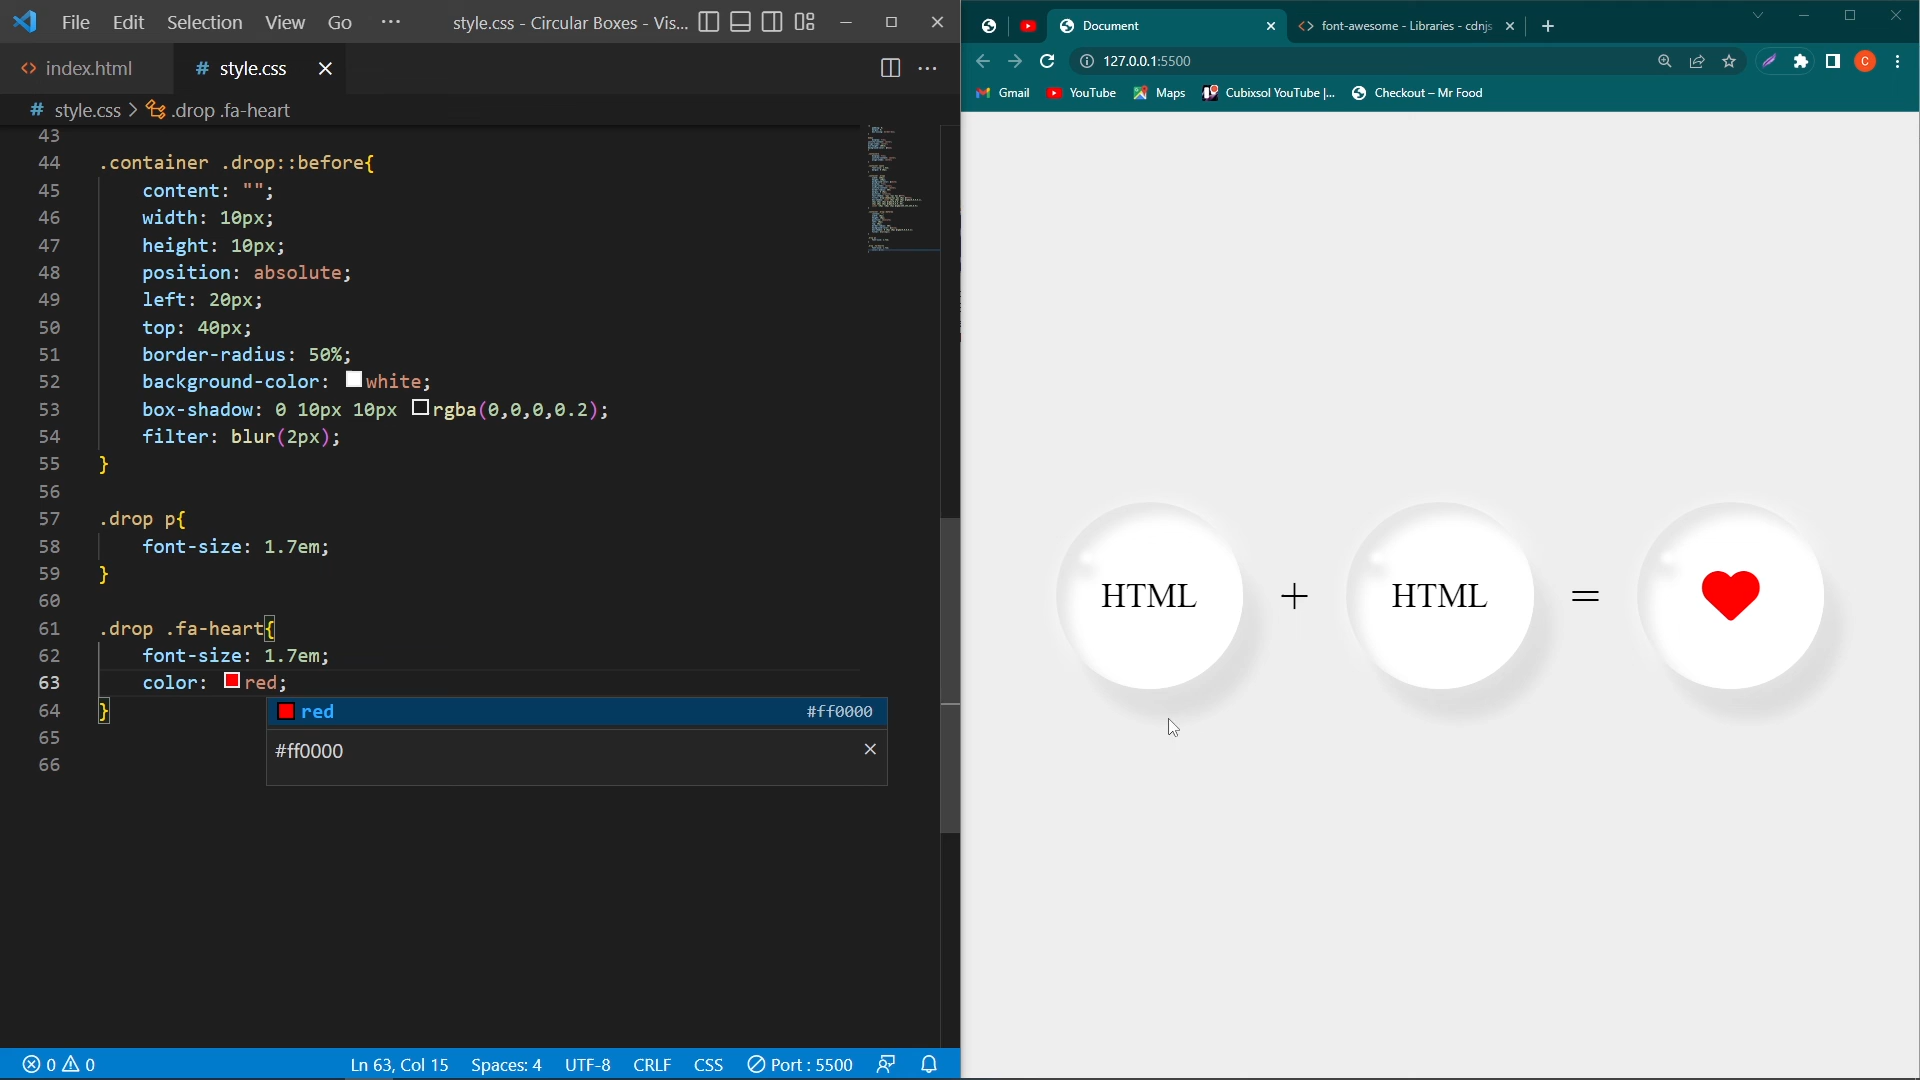 File Edit Selection View Go ··· style.css - Circular Boxes - Vis...
<> index.html # style.css
# style.css > .drop .fa-heart
43
44 .container .drop::before{
45 content: "";
46 width: 10px;
47 height: 10px;
48 position: absolute;
49 left: 20px;
50 top: 40px;
51 border-radius: 50%;
52 background-color: white;
53 box-shadow: 0 10px 10px rgba(0,0,0,0.2);
54 filter: blur(2px);
55 }
56
57 .drop p{
58 font-size: 1.7em;
59 }
60
61 .drop .fa-heart{
62 font-size: 1.7em;
63 color: red;
64 }
65
66
red #ff0000
#ff0000
0 0 Ln 63, Col 15 Spaces: 4 UTF-8 CRLF CSS Port : 5500
Document <> font-awesome - Libraries - cdnjs
127.0.0.1:5500 C
Gmail YouTube Maps Cubixsol YouTube |... Checkout – Mr Food
HTML + HTML =